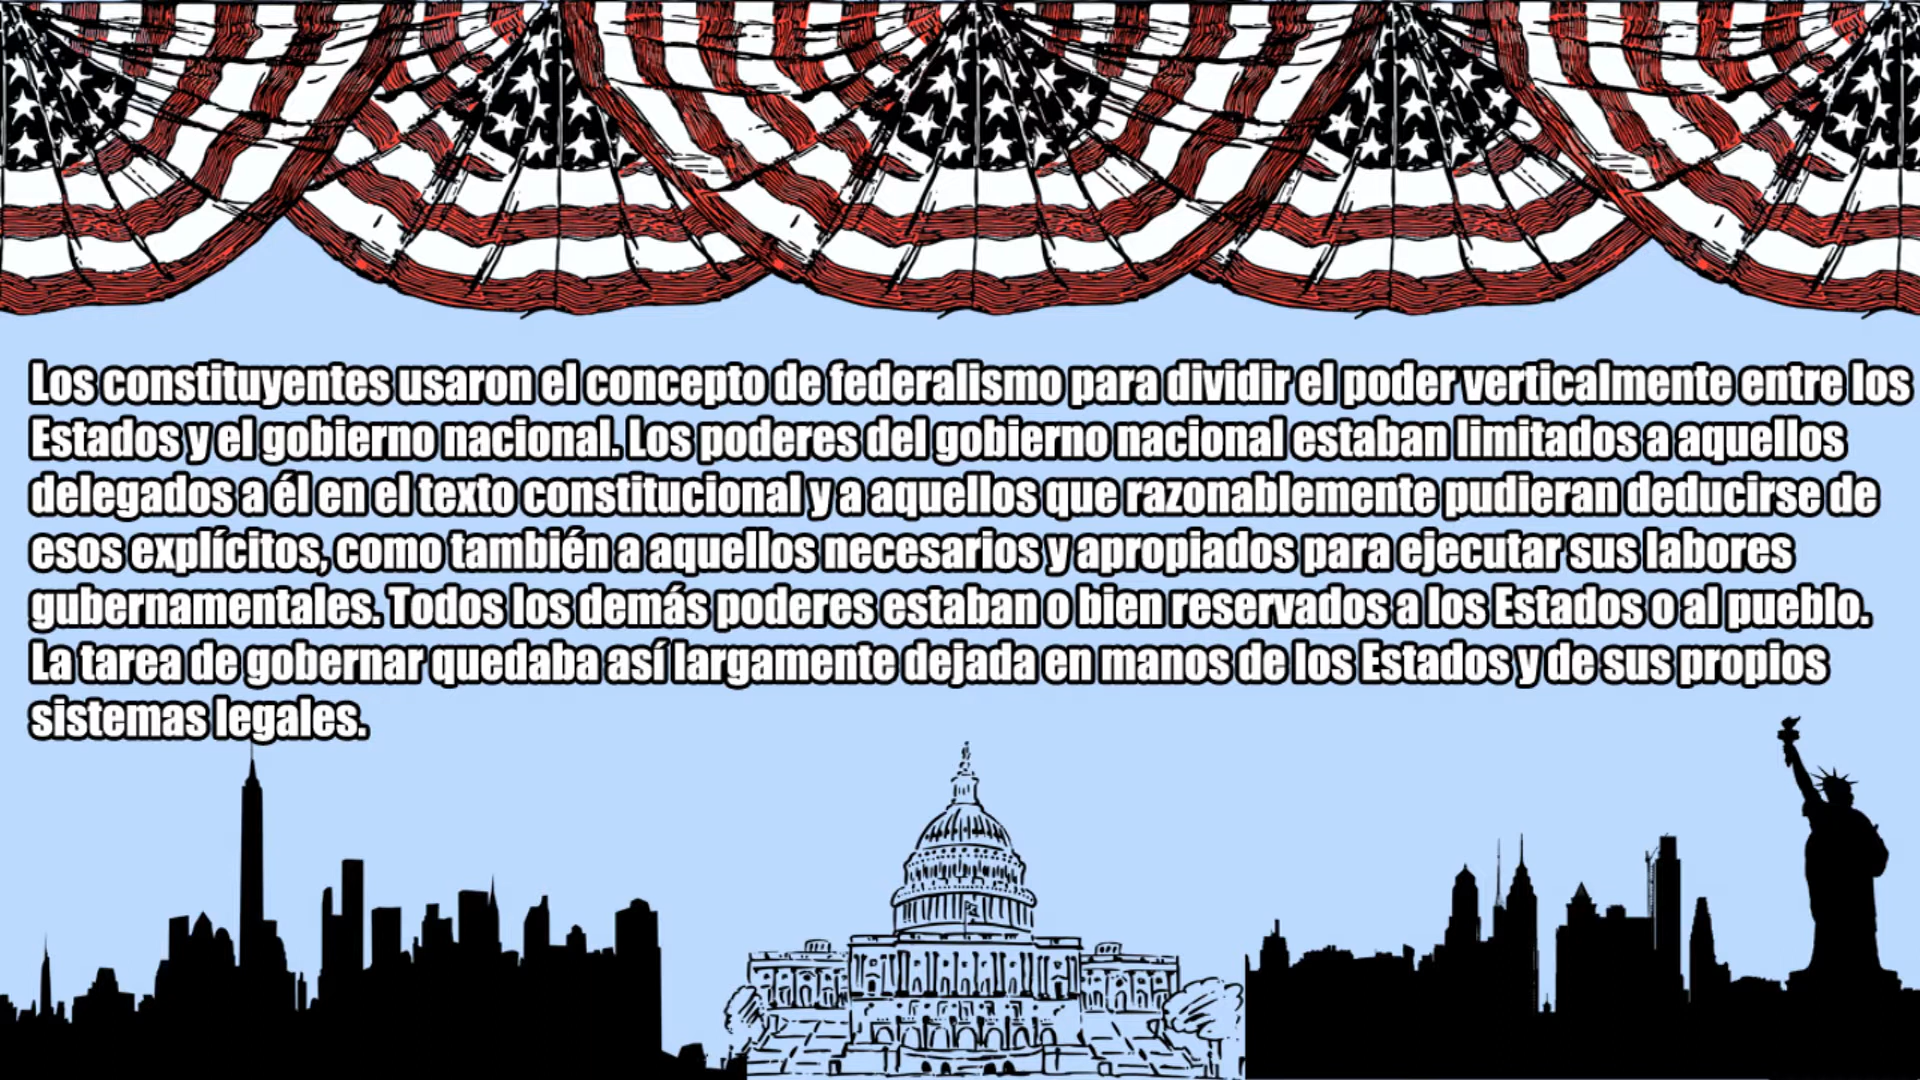 Los constituyentes usaron el concepto de federalismo para dividir el poder verticalmente entre los
Estados y el gobierno nacional. Los poderes del gobierno nacional estaban limitados a aquellos
delegados a él en el texto constitucional y a aquellos que razonablemente pudieran deducirse de
esos explícitos, como también a aquellos necesarios y apropiados para ejecutar sus labores
gubernamentales. Todos los demás poderes estaban o bien reservados a los Estados o al pueblo.
La tarea de gobernar quedaba así largamente dejada en manos de los Estados y de sus propios
sistemas legales.